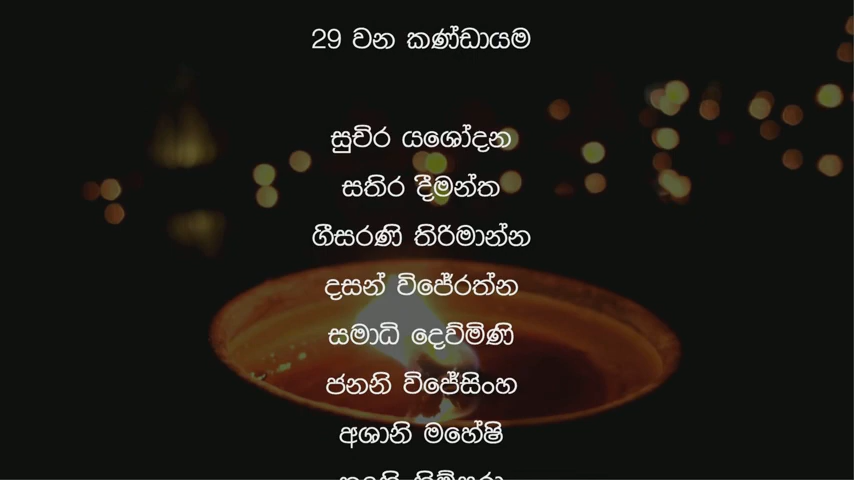 29 වන කණ්ඩායම
සුචිර යශෝදන
සතිර දීමන්ත
ගීසරණි තිරිමාන්න
දසන් විජේරත්න
සමාධි දෙව්මිණි
ජනනි විජේසිංහ
අශානි මහේෂි